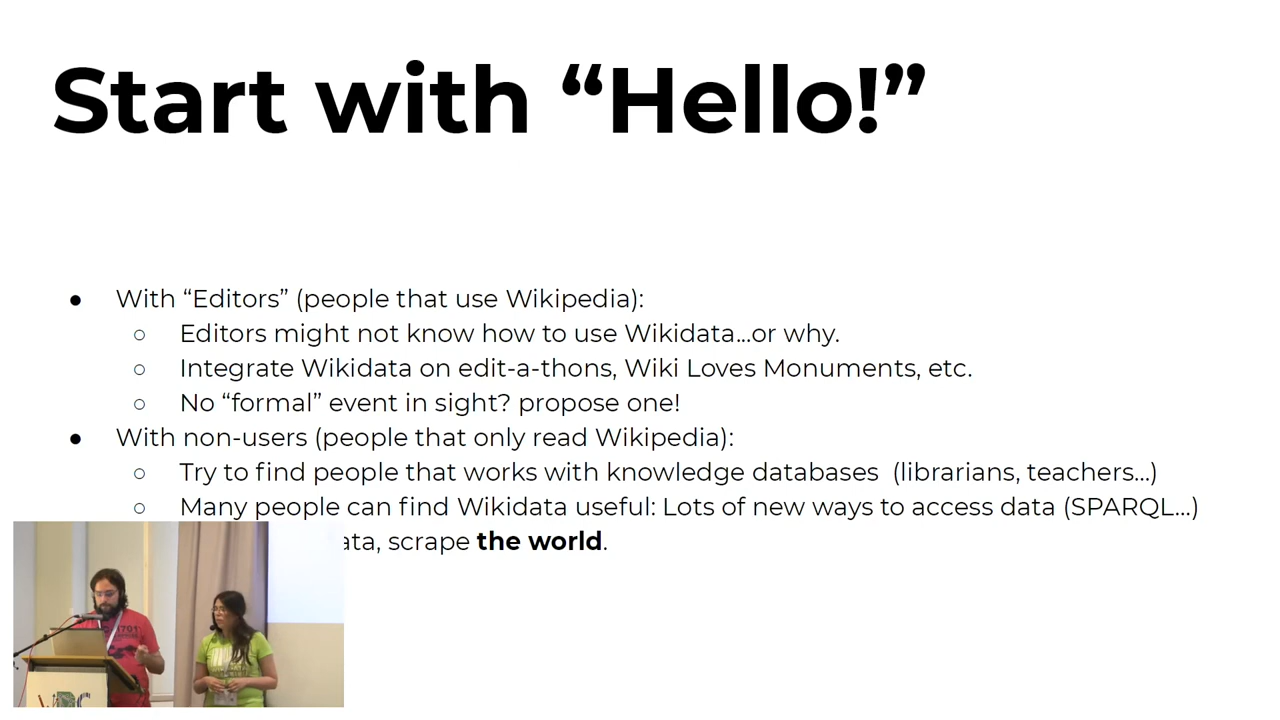 Start with “Hello!”
● With “Editors” (people that use Wikipedia):
○ Editors might not know how to use Wikidata...or why.
○ Integrate Wikidata on edit-a-thons, Wiki Loves Monuments, etc.
○ No “formal” event in sight? propose one!
● With non-users (people that only read Wikipedia):
○ Try to find people that works with knowledge databases (librarians, teachers...)
○ Many people can find Wikidata useful: Lots of new ways to access data (SPARQL...)
ata, scrape the world.
1701